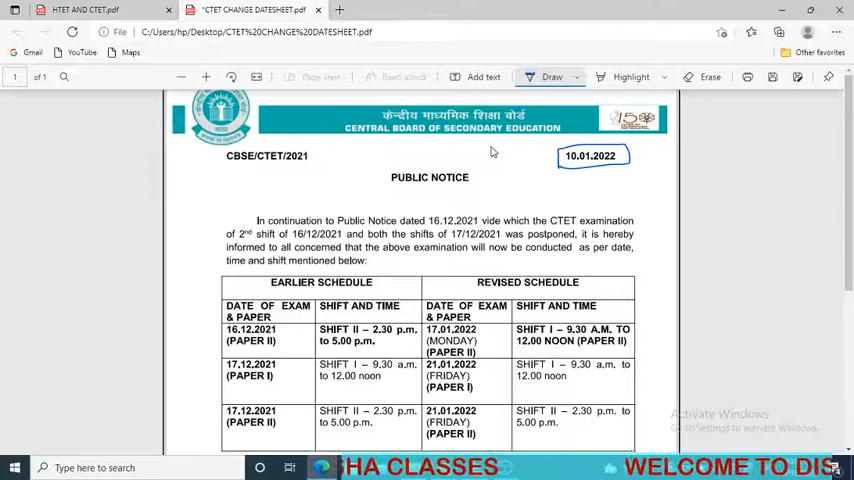 HTET AND CTET.pdf
*CTET CHANGE DATESHEET.pdf
File
C:/Users/hp/Desktop/CTET%20CHANGE%20DATESHEET.pdf
Gmail
YouTube
Maps
Other favorites
1
of 1
Page view
Read aloud
Add text
Draw
Highlight
Erase
केन्द्रीय माध्यमिक शिक्षा बोर्ड
CENTRAL BOARD OF SECONDARY EDUCATION
CBSE/CTET/2021
10.01.2022
PUBLIC NOTICE
In continuation to Public Notice dated 16.12.2021 vide which the CTET examination
of 2nd shift of 16/12/2021 and both the shifts of 17/12/2021 was postponed, it is hereby
informed to all concerned that the above examination will now be conducted as per date,
time and shift mentioned below:
EARLIER SCHEDULE
REVISED SCHEDULE
DATE OF EXAM & PAPER
SHIFT AND TIME
DATE OF EXAM & PAPER
SHIFT AND TIME
16.12.2021
(PAPER II)
SHIFT II – 2.30 p.m.
to 5.00 p.m.
17.01.2022
(MONDAY)
(PAPER II)
SHIFT I – 9.30 A.M. TO
12.00 NOON (PAPER II)
17.12.2021
(PAPER I)
SHIFT I – 9.30 a.m.
to 12.00 noon
21.01.2022
(FRIDAY)
(PAPER I)
SHIFT I – 9.30 a.m. to
12.00 noon
17.12.2021
(PAPER II)
SHIFT II – 2.30 p.m.
to 5.00 p.m.
21.01.2022
(FRIDAY)
(PAPER II)
SHIFT II – 2.30 p.m. to
5.00 p.m.
Activate Windows
Go to Settings to activate Windows.
Type here to search
SHA CLASSES
WELCOME TO DIS